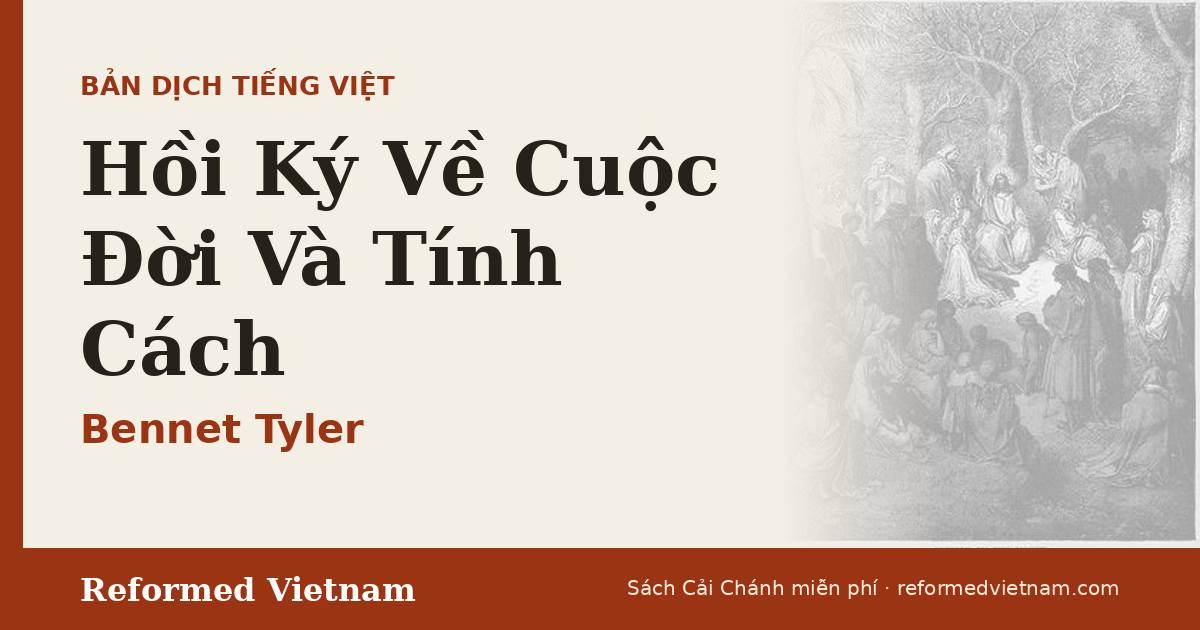 BẢN DỊCH TIẾNG VIỆT
Hồi Ký Về Cuộc
Đời Và Tính
Cách
Bennet Tyler
Reformed Vietnam
Sách Cải Chánh miễn phí · reformedvietnam.com